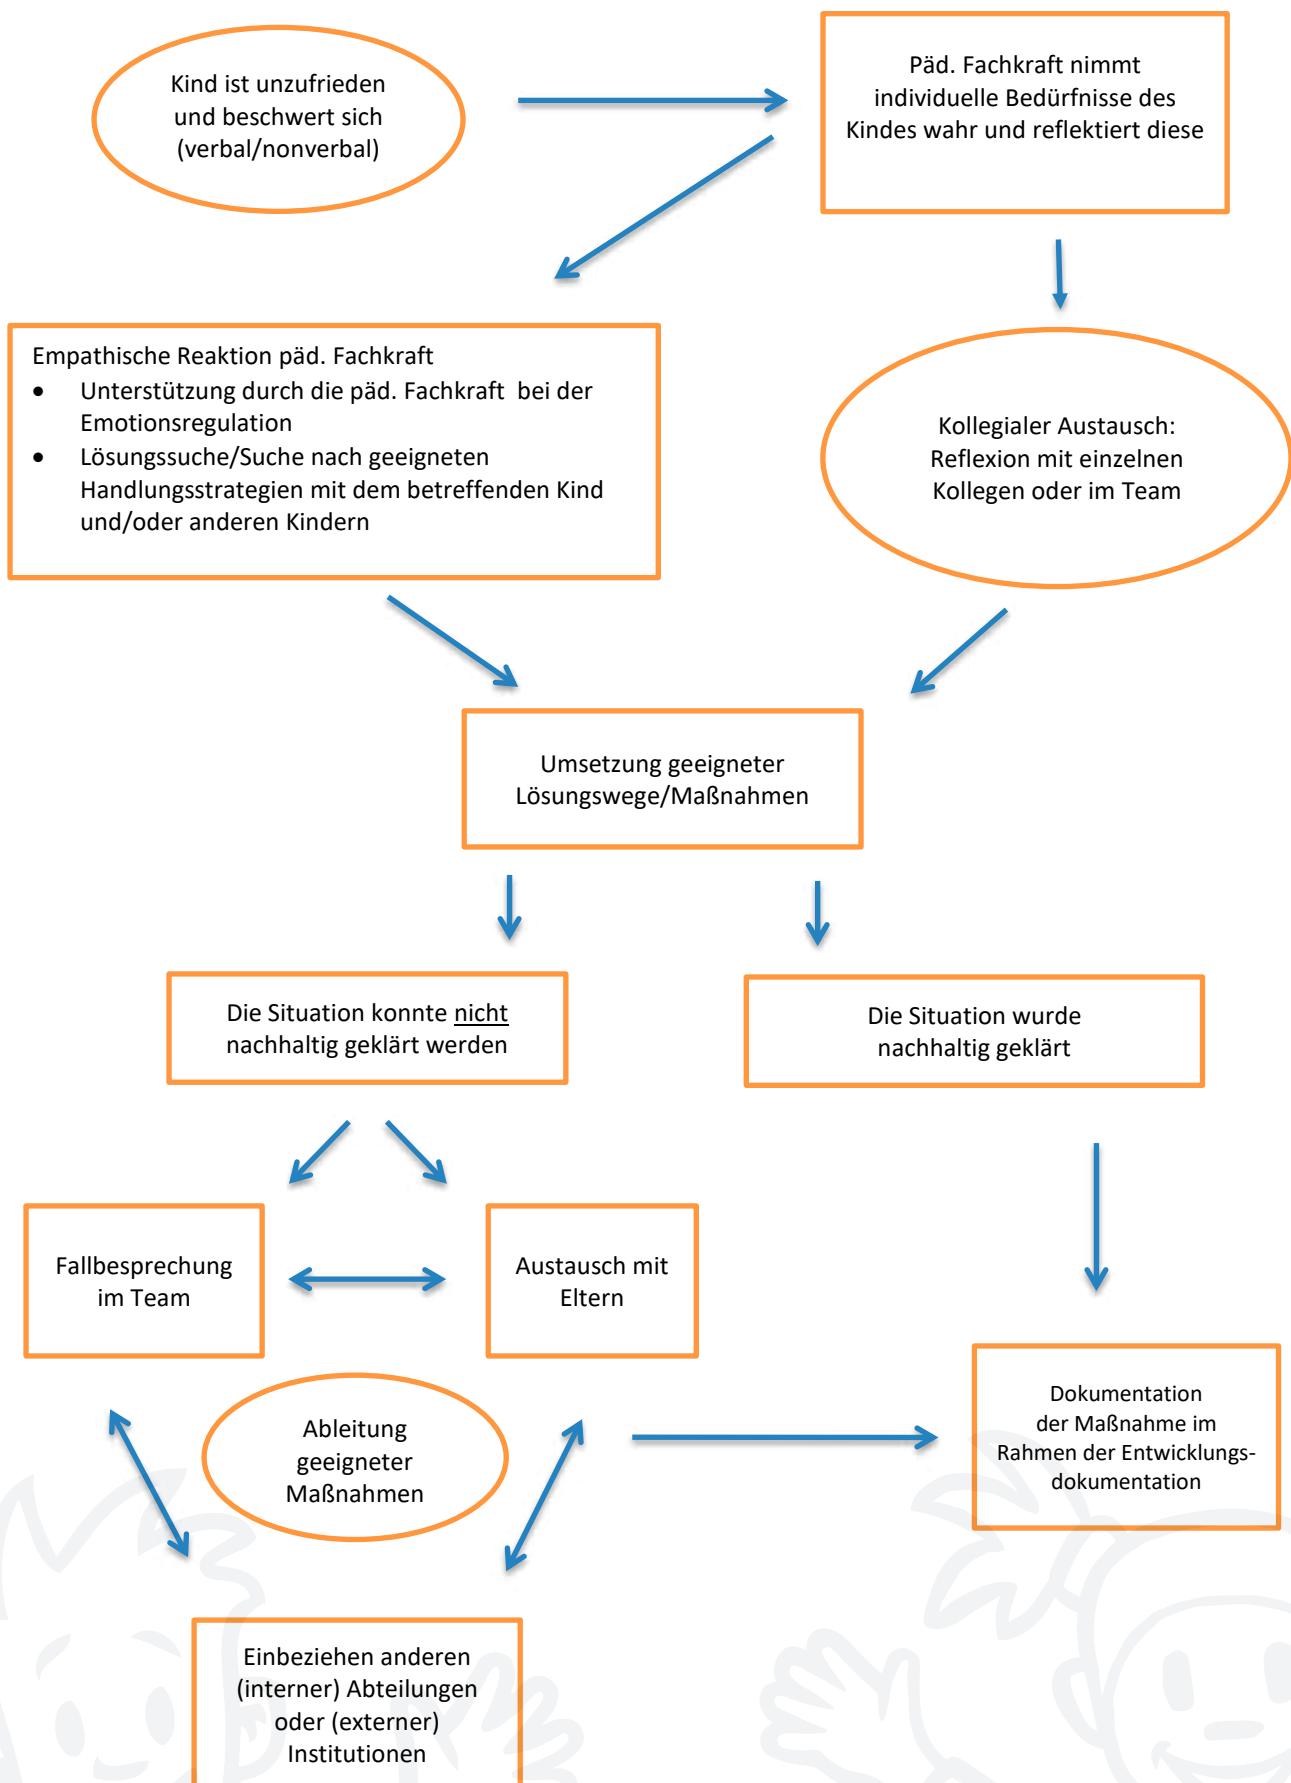 Kind ist unzufrieden
und beschwert sich
(verbal/nonverbal)
Päd. Fachkraft nimmt
individuelle Bedürfnisse des
Kindes wahr und reflektiert diese
Empathische Reaktion päd. Fachkraft
• Unterstützung durch die päd. Fachkraft bei der
Emotionsregulation
• Lösungssuche/Suche nach geeigneten
Handlungsstrategien mit dem betreffenden Kind
und/oder anderen Kindern
Kollegialer Austausch:
Reflexion mit einzelnen
Kollegen oder im Team
Umsetzung geeigneter
Lösungswege/Maßnahmen
Die Situation konnte nicht
nachhaltig geklärt werden
Die Situation wurde
nachhaltig geklärt
Fallbesprechung
im Team
Austausch mit
Eltern
Ableitung
geeigneter
Maßnahmen
Dokumentation
der Maßnahme im
Rahmen der Entwicklungs-
dokumentation
Einbeziehen anderen
(interner) Abteilungen
oder (externer)
Institutionen